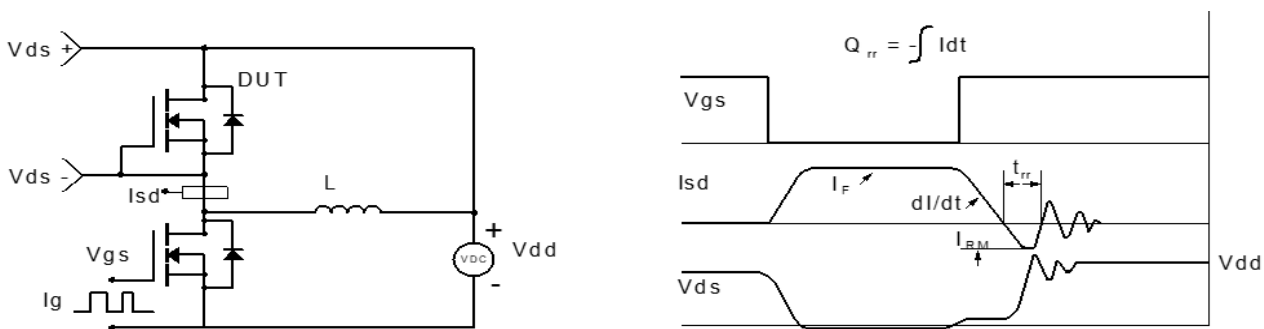 Vds +
DUT
Vds -
Isd
L
Vgs
Ig
VDC
+
-
Vdd
Q rr = -∫ Idt
Vgs
Isd
I F
dI/dt
t rr
I RM
Vds
Vdd